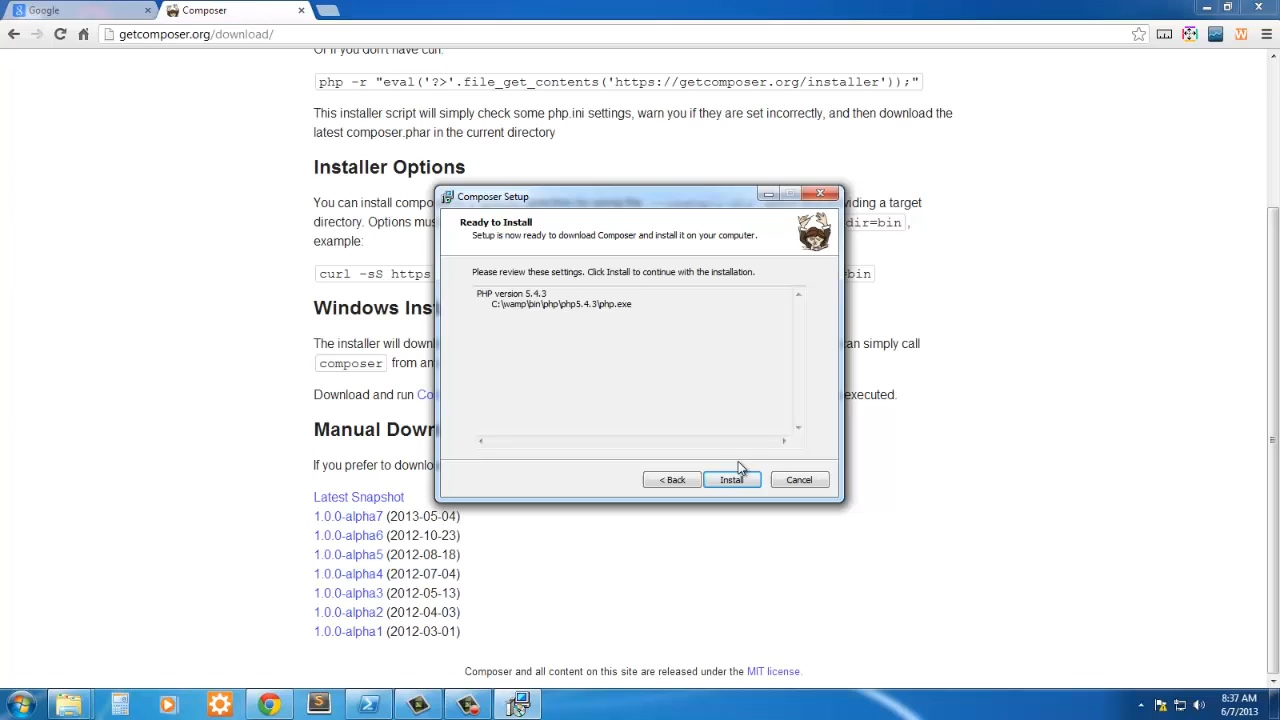 Google
Composer
getcomposer.org/download/
Or if you don't have curl:
php -r "eval('?>'.file_get_contents('https://getcomposer.org/installer'));"
This installer script will simply check some php.ini settings, warn you if they are set incorrectly, and then download the
latest composer.phar in the current directory
Installer Options
You can install compo
viding a target
directory. Options mus
dir=bin ,
example:
curl -sS https
bin
Windows Ins
The installer will down
can simply call
composer from an
Download and run Co
executed.
Manual Down
If you prefer to downlo
Latest Snapshot
1.0.0-alpha7 (2013-05-04)
1.0.0-alpha6 (2012-10-23)
1.0.0-alpha5 (2012-08-18)
1.0.0-alpha4 (2012-07-04)
1.0.0-alpha3 (2012-05-13)
1.0.0-alpha2 (2012-04-03)
1.0.0-alpha1 (2012-03-01)
Composer and all content on this site are released under the MIT license.
Composer Setup
Ready to Install
Setup is now ready to download Composer and install it on your computer.
Please review these settings. Click Install to continue with the installation.
PHP version 5.4.3
C:\wamp\bin\php\php5.4.3\php.exe
< Back
Install
Cancel
8:37 AM
6/7/2013